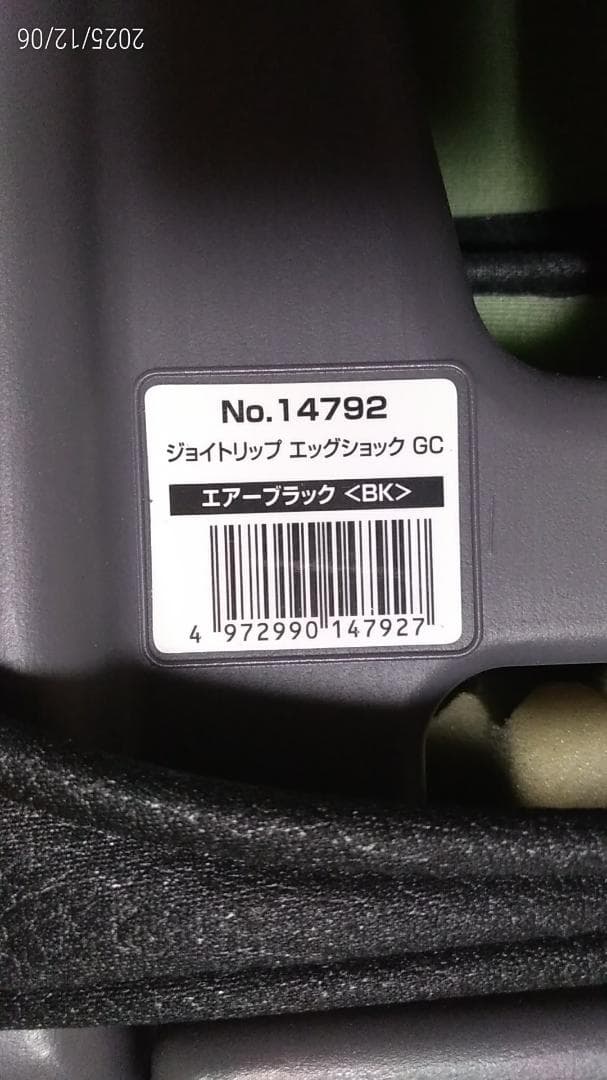 2025/12/06
No.14792
ジョイトリップ エッグショック GC
エアーブラック <BK>
4 972990 147927